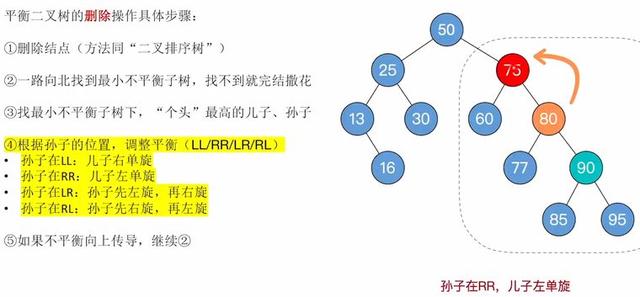 平衡二叉树的删除操作具体步骤：
①删除结点（方法同“二叉排序树”）
②一路向北找到最小不平衡子树，找不到就完结撒花
③找最小不平衡子树下，“个头”最高的儿子、孙子
④根据孙子的位置，调整平衡（LL/RR/LR/RL）
• 孙子在LL：儿子右单旋
• 孙子在RR：儿子左单旋
• 孙子在LR：孙子先左旋，再右旋
• 孙子在RL：孙子先右旋，再左旋
⑤如果不平衡向上传导，继续②
50
25
75
13
30
60
80
16
77
90
85
95
孙子在RR，儿子左单旋